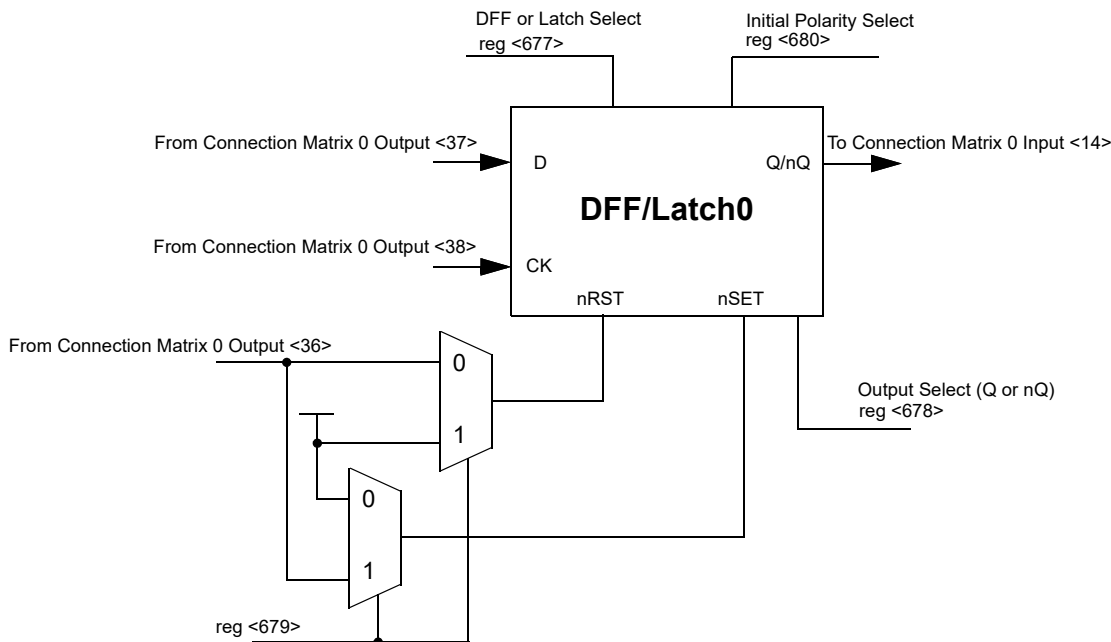 DFF or Latch Select
reg <677>
Initial Polarity Select
reg <680>
From Connection Matrix 0 Output <37>
D
Q/nQ
To Connection Matrix 0 Input <14>
DFF/Latch0
From Connection Matrix 0 Output <38>
CK
nRST
nSET
From Connection Matrix 0 Output <36>
0
1
Output Select (Q or nQ)
reg <678>
0
1
reg <679>